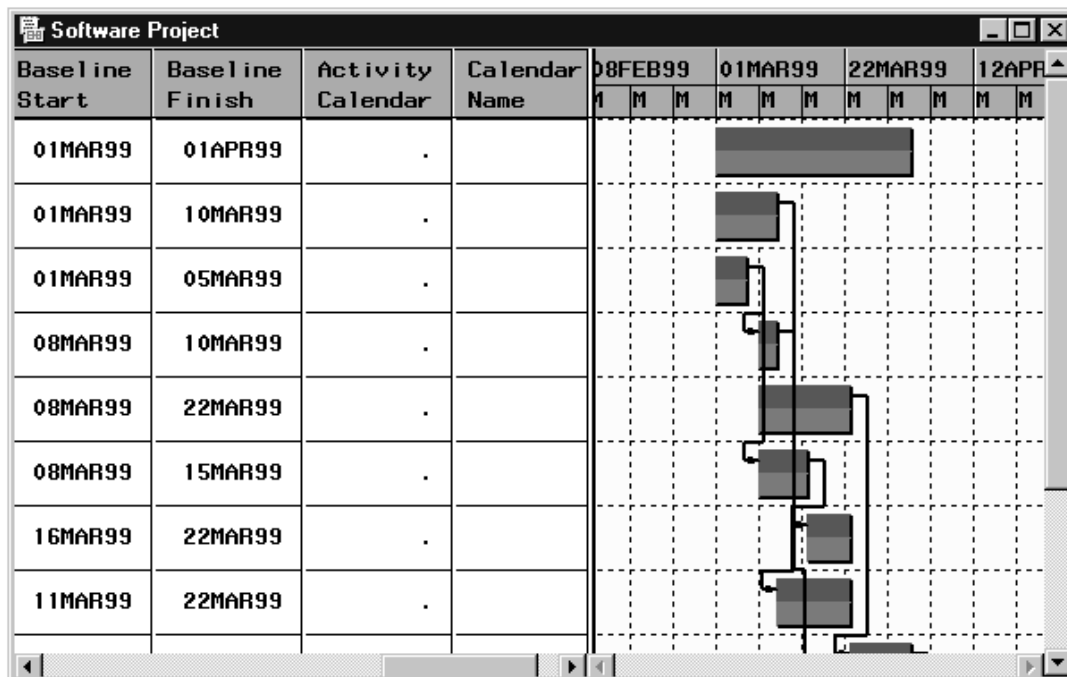 Software Project
Baseline Start Baseline Finish Activity Calendar Calendar Name 08FEB99 01MAR99 22MAR99 12APR
M M M M M M M M M M M
01MAR99 01APR99 .
01MAR99 10MAR99 .
01MAR99 05MAR99 .
08MAR99 10MAR99 .
08MAR99 22MAR99 .
08MAR99 15MAR99 .
16MAR99 22MAR99 .
11MAR99 22MAR99 .